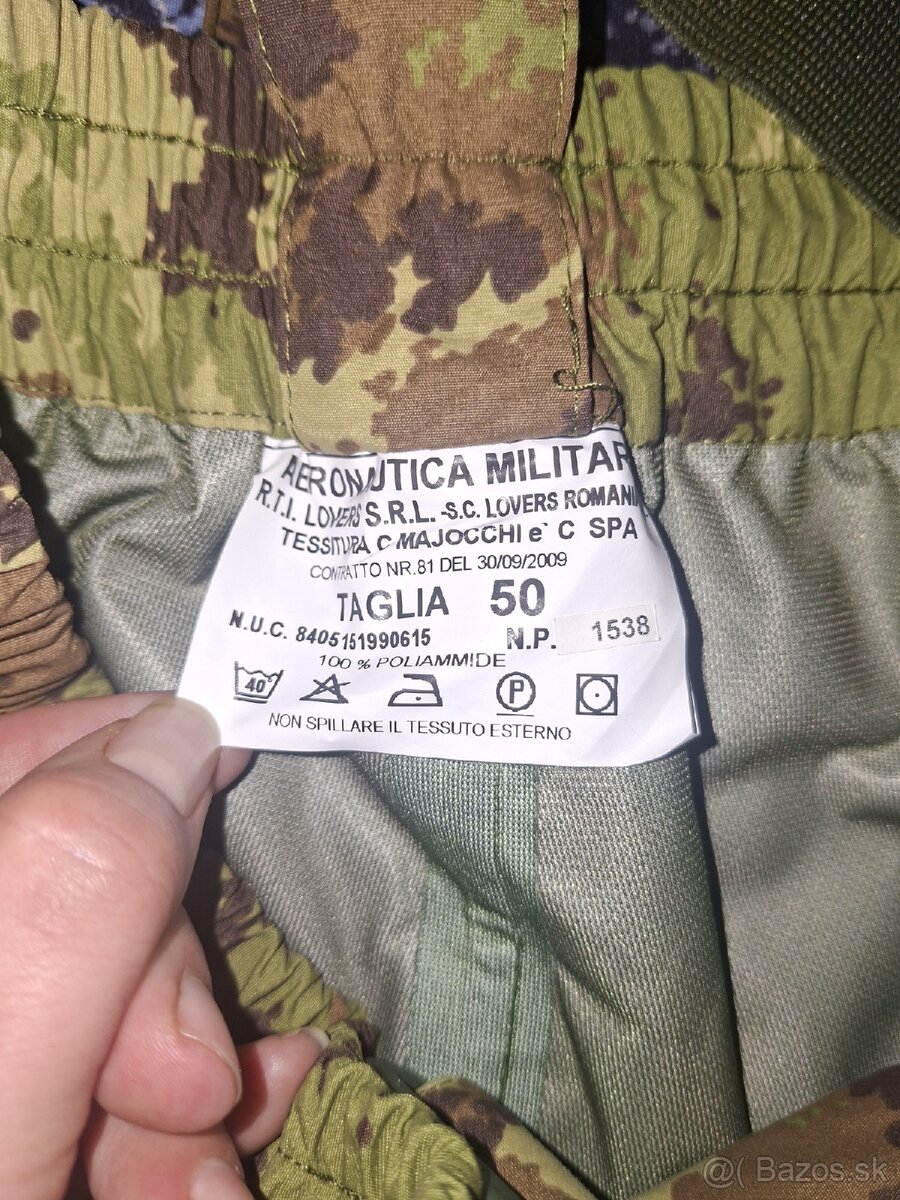 AERONAUTICA MILITAR
R.T.I. LOVERS S.R.L. -S.C. LOVERS ROMANI
TESSITURA C MAJOCCHI e` C SPA
CONTRATTO NR.81 DEL 30/09/2009
TAGLIA 50
N.U.C. 8405151990615 N.P. 1538
100 % POLIAMMIDE
40 P
NON SPILLARE IL TESSUTO ESTERNO
@( Bazos.sk